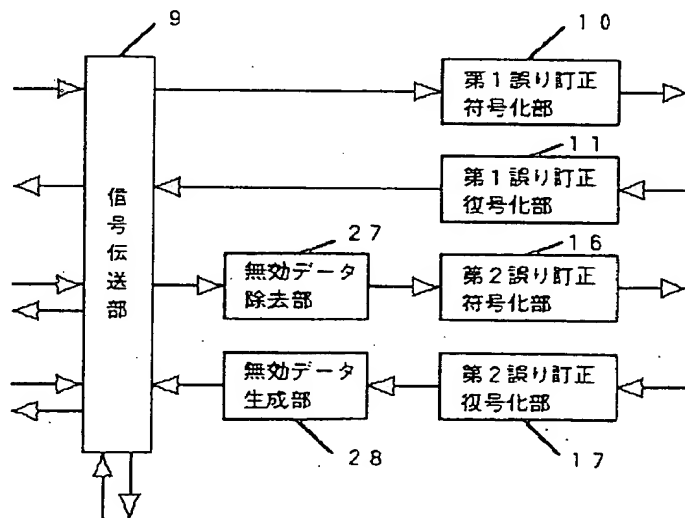 9
10
第1誤り訂正
符号化部
11
第1誤り訂正
復号化部
信号伝送部
27
無効データ
除去部
16
第2誤り訂正
符号化部
無効データ
生成部
28
第2誤り訂正
復号化部
17